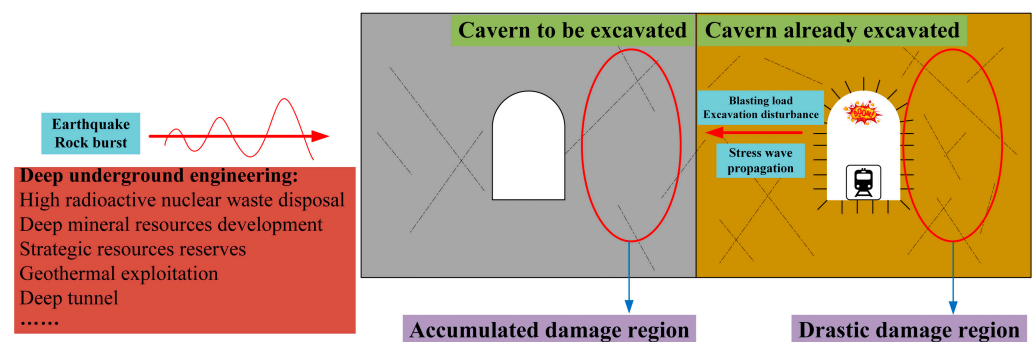 Cavern to be excavated
Cavern already excavated
Earthquake
Rock burst
Blasting load
Excavation disturbance
Stress wave
propagation
BOOM
Deep underground engineering:
High radioactive nuclear waste disposal
Deep mineral resources development
Strategic resources reserves
Geothermal exploitation
Deep tunnel
……
Accumulated damage region
Drastic damage region